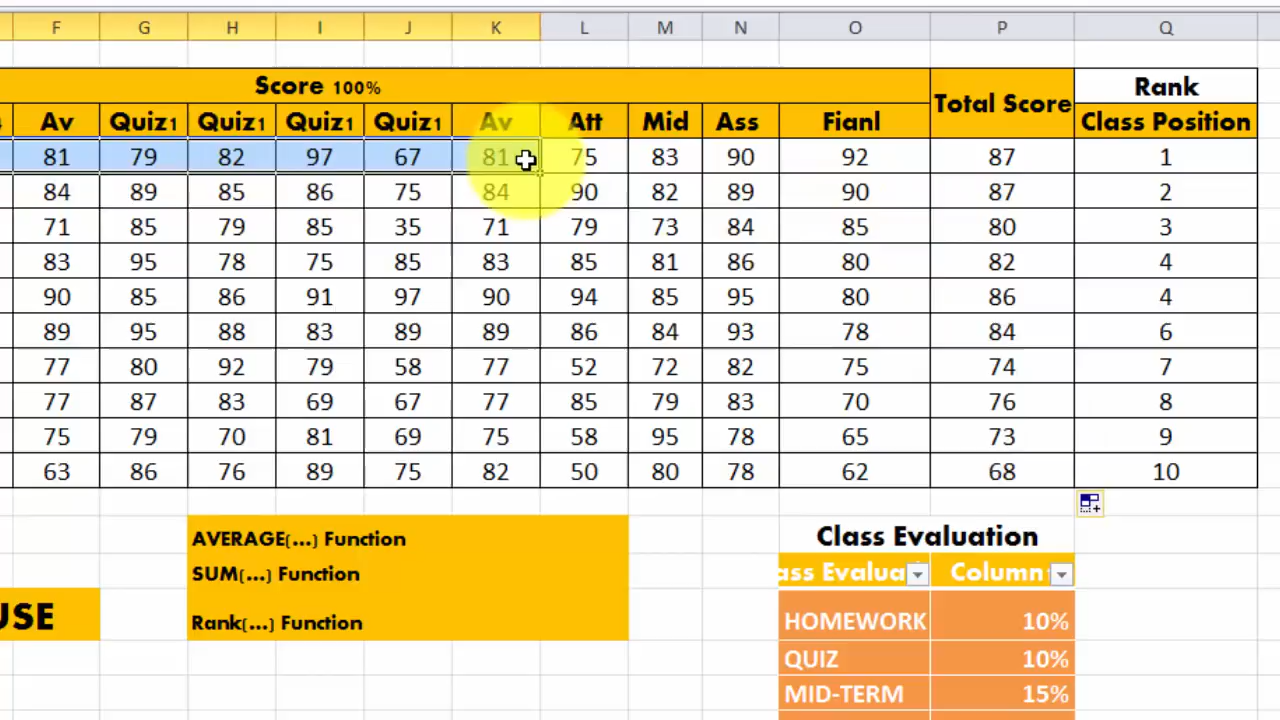 F G H I J K L M N O P Q
Score 100% Total Score Rank
Av Quiz1 Quiz1 Quiz1 Quiz1 Av Att Mid Ass Fianl Class Position
81 79 82 97 67 81 75 83 90 92 87 1
84 89 85 86 75 84 90 82 89 90 87 2
71 85 79 85 35 71 79 73 84 85 80 3
83 95 78 75 85 83 85 81 86 80 82 4
90 85 86 91 97 90 94 85 95 80 86 4
89 95 88 83 89 89 86 84 93 78 84 6
77 80 92 79 58 77 52 72 82 75 74 7
77 87 83 69 67 77 85 79 83 70 76 8
75 79 70 81 69 75 58 95 78 65 73 9
63 86 76 89 75 82 50 80 78 62 68 10
AVERAGE(...) Function
SUM(...) Function
Rank(...) Function
USE
Class Evaluation
ass Evalua Column
HOMEWORK 10%
QUIZ 10%
MID-TERM 15%